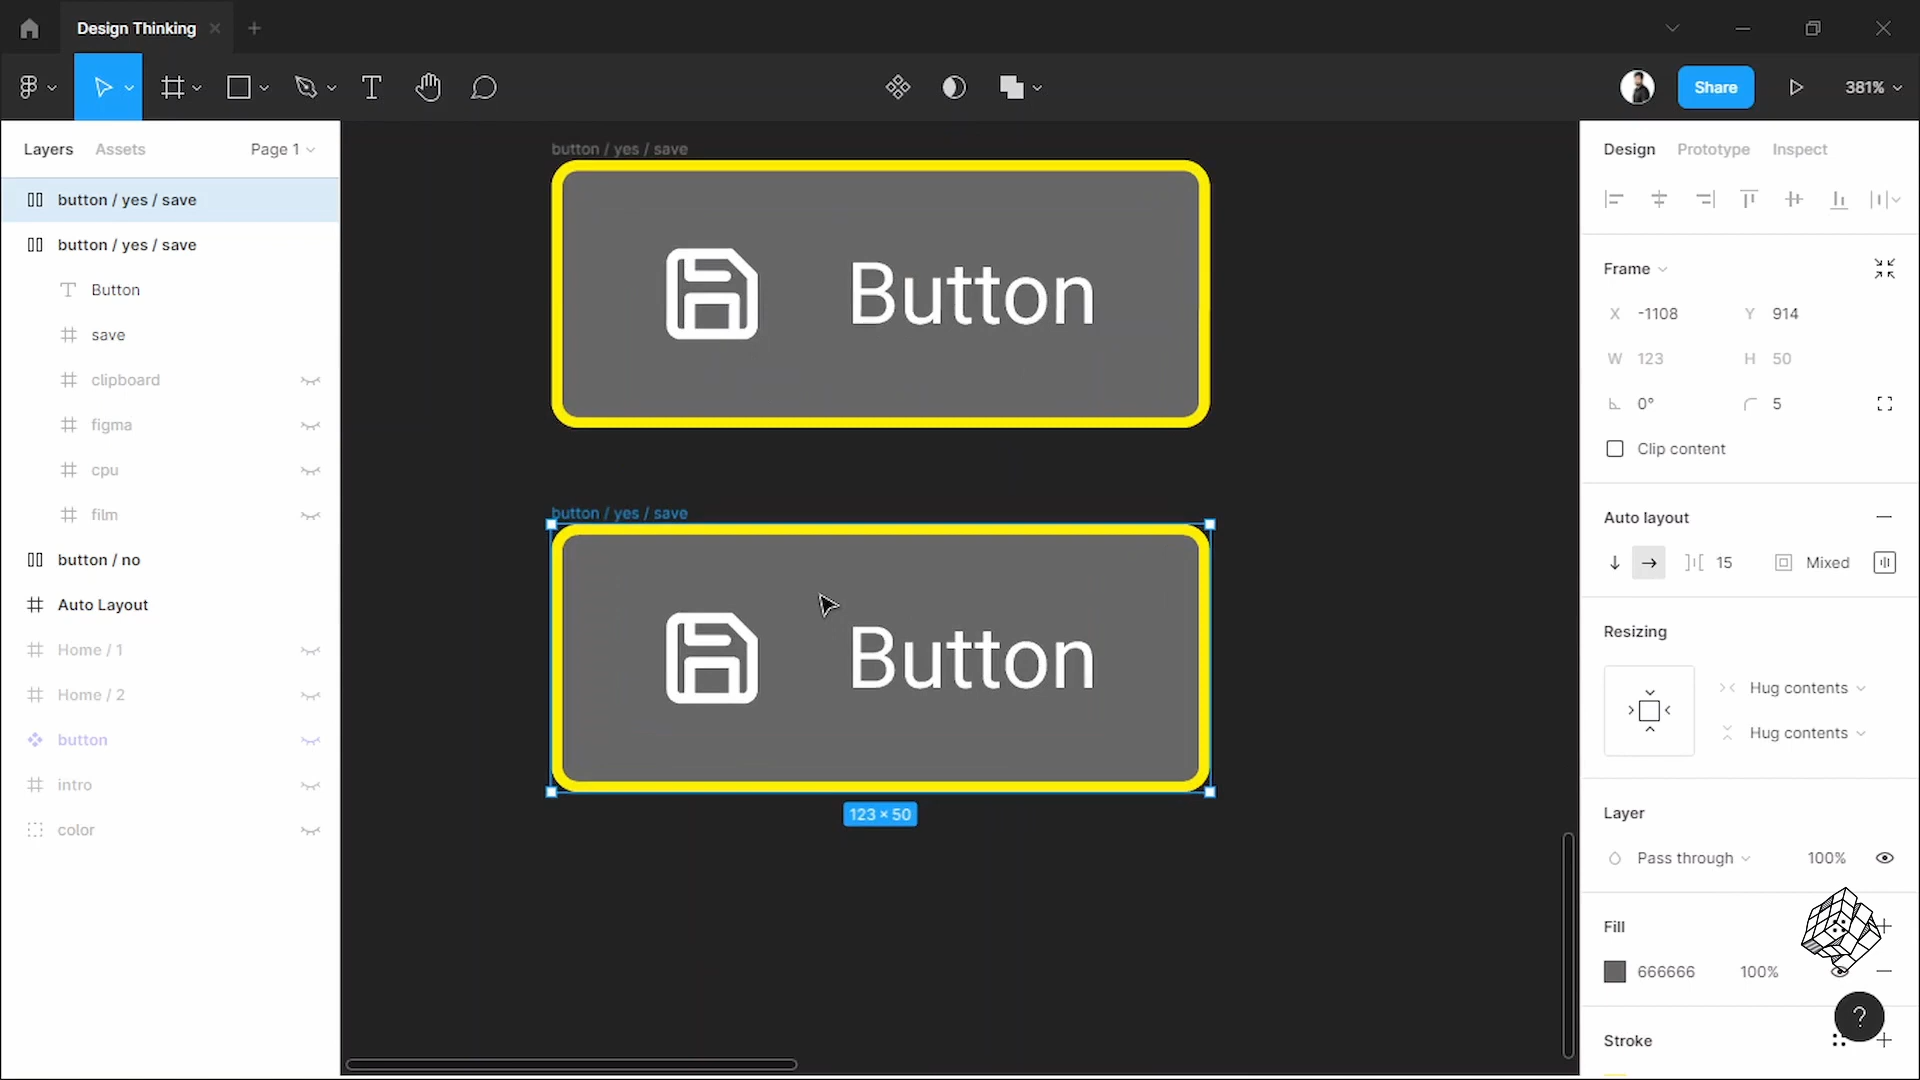 Design Thinking
Share
381%
Layers
Assets
Page 1
button / yes / save
button / yes / save
Button
save
clipboard
figma
cpu
film
button / no
Auto Layout
Home / 1
Home / 2
button
intro
color
button / yes / save
Button
button / yes / save
Button
123 × 50
Design
Prototype
Inspect
Frame
X -1108
Y 914
W 123
H 50
0°
5
Clip content
Auto layout
15
Mixed
Resizing
Hug contents
Hug contents
Layer
Pass through
100%
Fill
666666
100%
?
Stroke